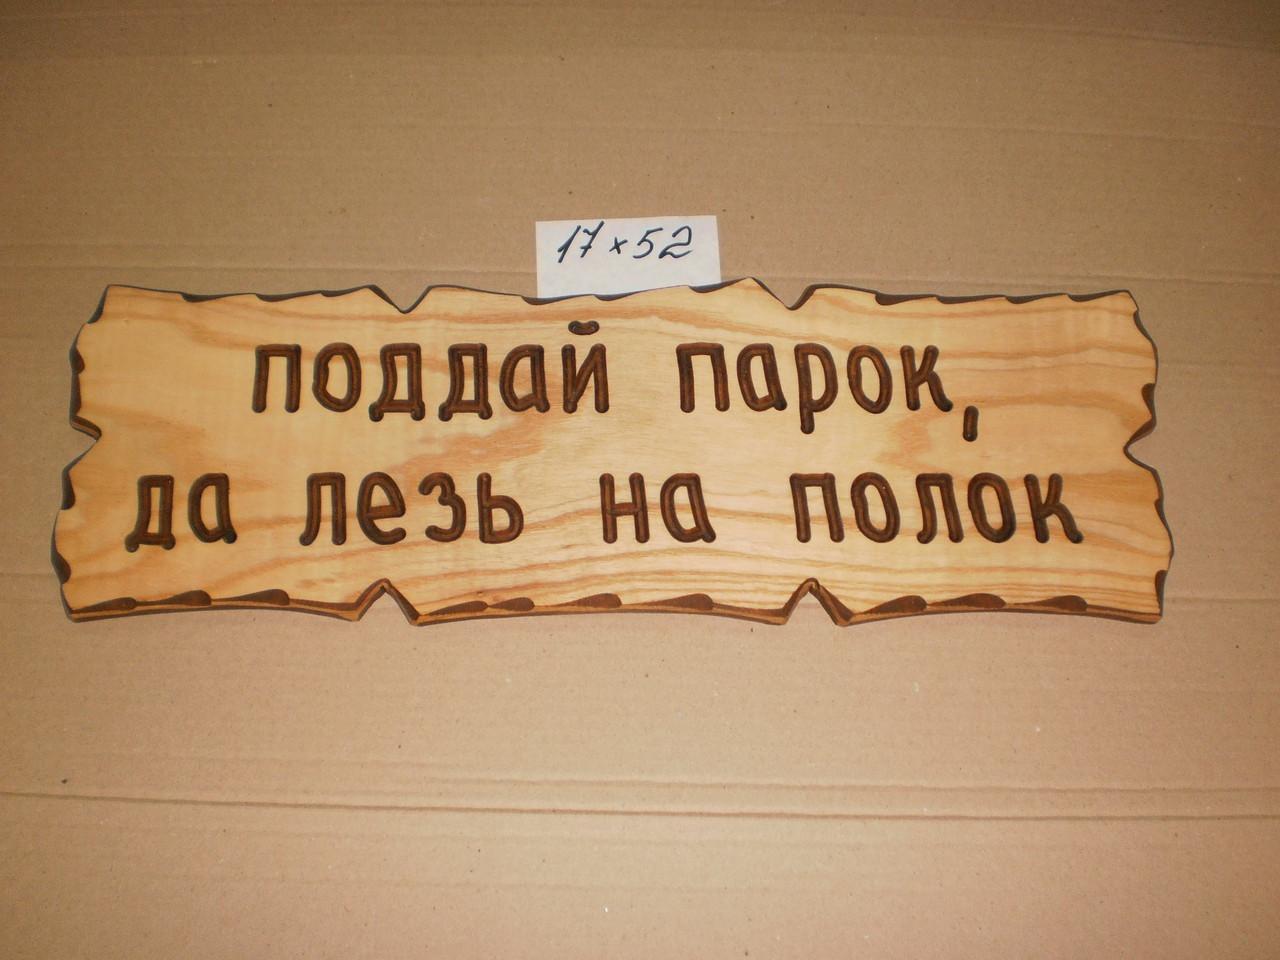 17×52
поддай парок,
да лезь на полок